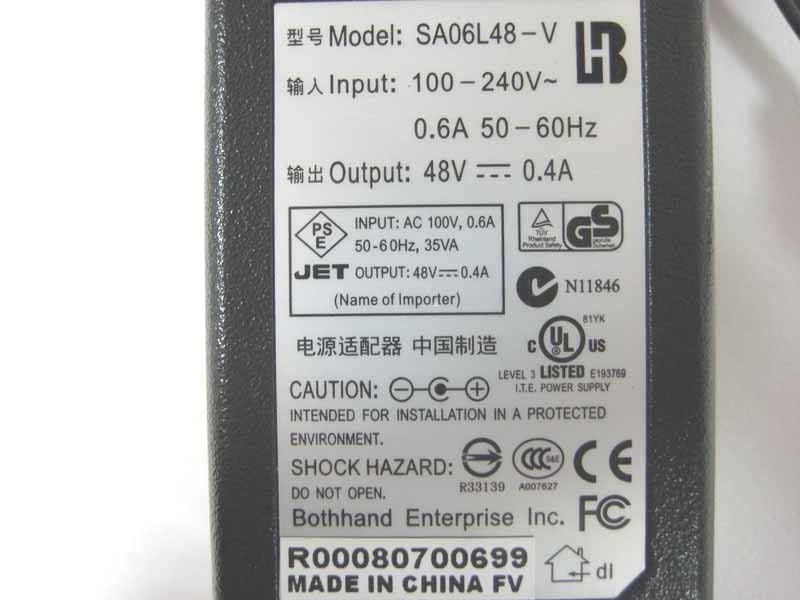 型号 Model: SA06L48-V
HB
输入 Input: 100-240V~
0.6A 50-60Hz
输出 Output: 48V 0.4A
PS
E
INPUT: AC 100V, 0.6A
50-60Hz, 35VA
JET OUTPUT: 48V 0.4A
(Name of Importer)
TÜV
Rheinland
Product Safety
GS
geprüfte
Sicherheit
N11846
81YK
电源适配器 中国制造
c UL US
LISTED
LEVEL 3 E193769
I.T.E. POWER SUPPLY
CAUTION: - +
INTENDED FOR INSTALLATION IN A PROTECTED
ENVIRONMENT.
SHOCK HAZARD:
R33139
CCC S&E
A007627
CE
DO NOT OPEN.
Bothhand Enterprise Inc. FC
R00080700699
MADE IN CHINA FV
dl